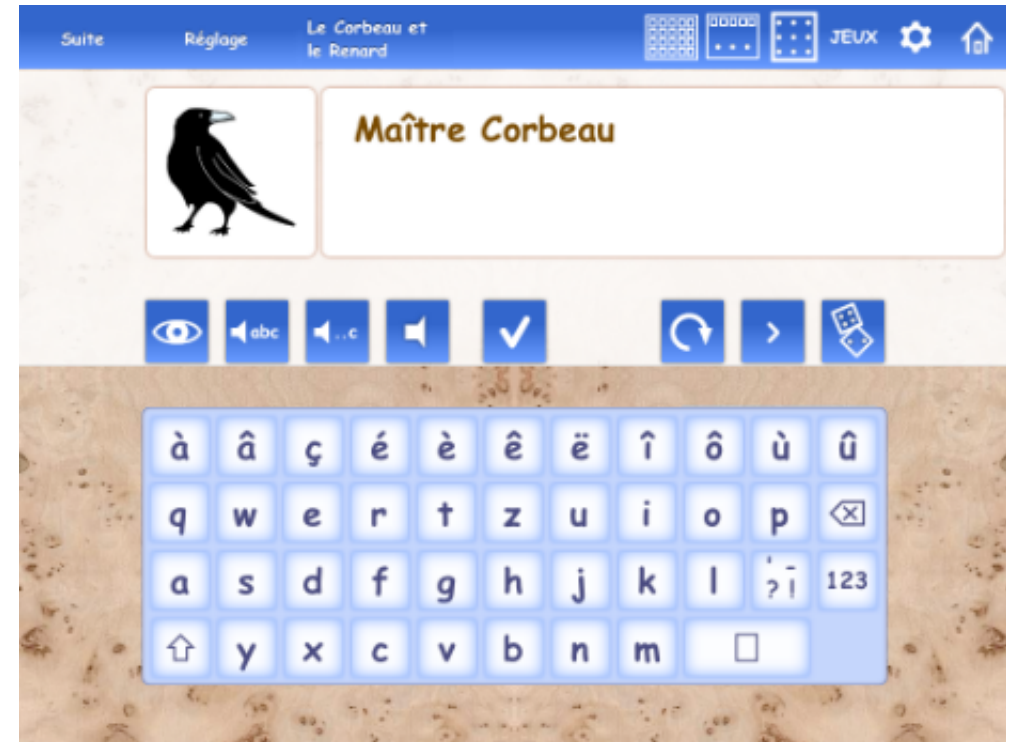 Suite
Réglage
Le Corbeau et
le Renard
JEUX
Maître Corbeau
abc
..c
>
à â ç é è ê ë î ô ù û
q w e r t z u i o p
a s d f g h j k l ' - ? ! 123
y x c v b n m